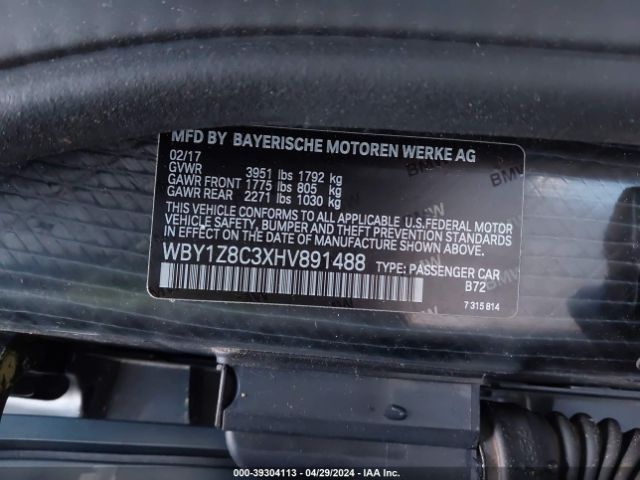 MFD BY BAYERISCHE MOTOREN WERKE AG
02/17
GVWR 3951 lbs 1792 kg
GAWR FRONT 1775 lbs 805 kg
GAWR REAR 2271 lbs 1030 kg
THIS VEHICLE CONFORMS TO ALL APPLICABLE U.S.FEDERAL MOTOR
VEHICLE SAFETY, BUMPER AND THEFT PREVENTION STANDARDS
IN EFFECT ON THE DATE OF MANUFACTURE SHOWN ABOVE.
WBY1Z8C3XHV891488 TYPE: PASSENGER CAR
B72
7 315 814
000-39304113 - 04/29/2024 - IAA Inc.